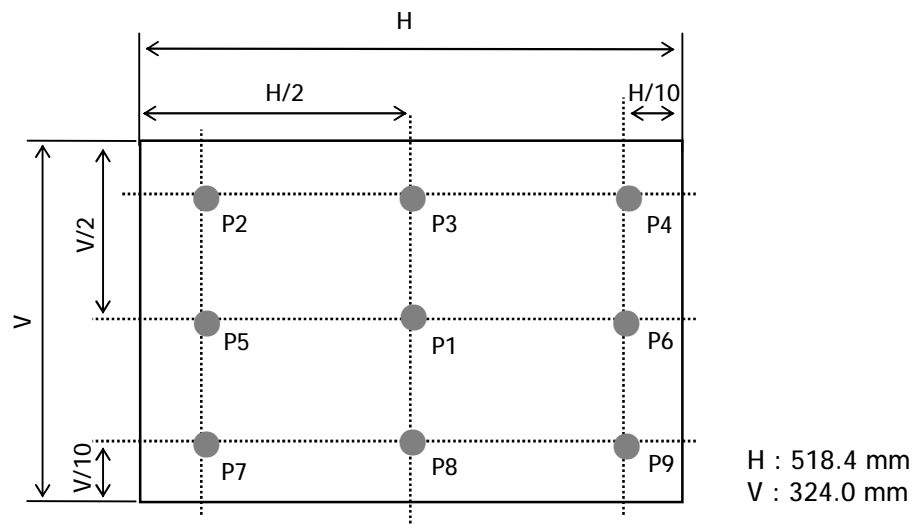 H
H/2
H/10
P2
P3
P4
V/2
V
P5
P1
P6
V/10
P7
P8
P9
H : 518.4 mm
V : 324.0 mm